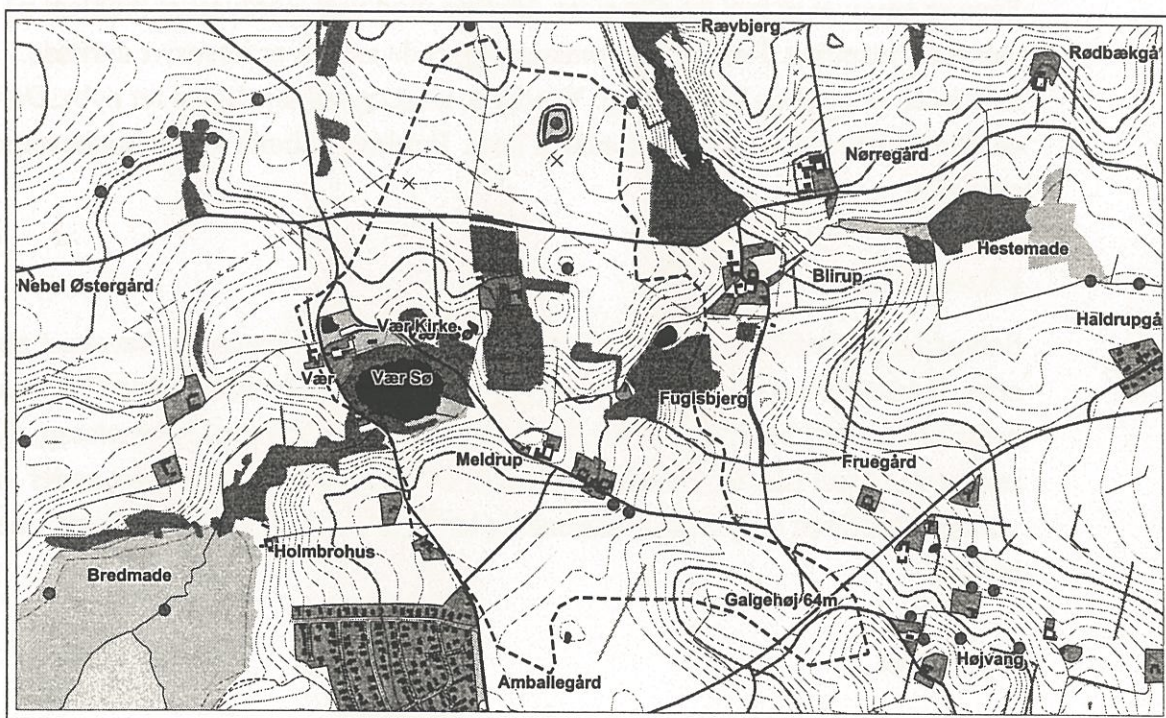 Rævbjerg
Rødbækgå
Nørregård
Hestemade
Nebel Østergård
Blirup
Haldrupgå
Vær Kirke
Vær
Vær Sø
Fuglsbjerg
Meldrup
Fruegård
Holmbrohus
Bredmade
Galgehøj 64m
Højvang
Amballegård